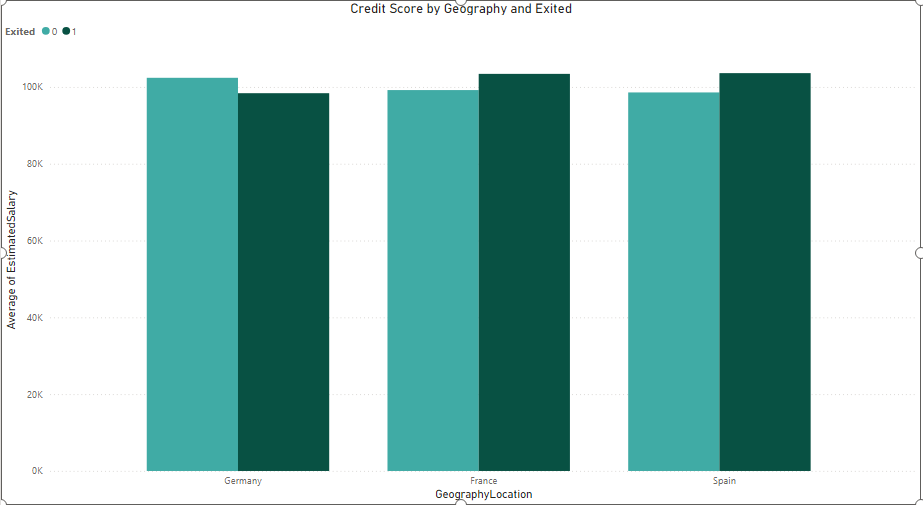 Credit Score by Geography and Exited
Exited 0 1
100K
80K
60K
40K
20K
0K
Average of EstimatedSalary
Germany France Spain
GeographyLocation